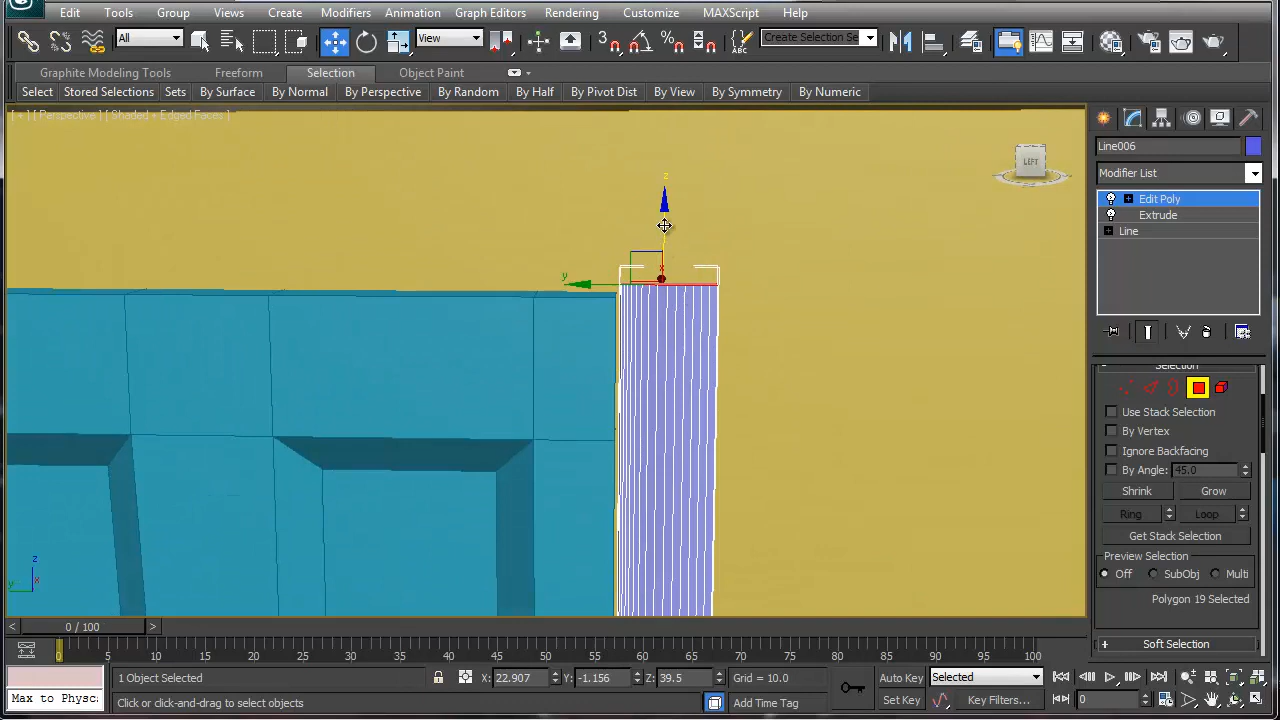 Edit Tools Group Views Create Modifiers Animation Graph Editors Rendering Customize MAXScript Help
All View 3 Create Selection Se
Graphite Modeling Tools Freeform Selection Object Paint
Select Stored Selections Sets By Surface By Normal By Perspective By Random By Half By Pivot Dist By View By Symmetry By Numeric
[ + ] [ Perspective ] [ Shaded + Edged Faces ]
LEFT
Line006
Modifier List
Edit Poly
Extrude
Line
z
x
y
z
x
y
Selection
Use Stack Selection
By Vertex
Ignore Backfacing
By Angle: 45.0
Shrink Grow
Ring Loop
Get Stack Selection
Preview Selection
Off SubObj Multi
Polygon 19 Selected
Soft Selection
< 0 / 100 >
0 5 10 15 20 25 30 35 40 45 50 55 60 65 70 75 80 85 90 95 100
1 Object Selected X: 22.907 Y: -1.156 Z: 39.5 Grid = 10.0 Auto Key Selected
Max to Physc: Click or click-and-drag to select objects Add Time Tag Set Key Key Filters... 0